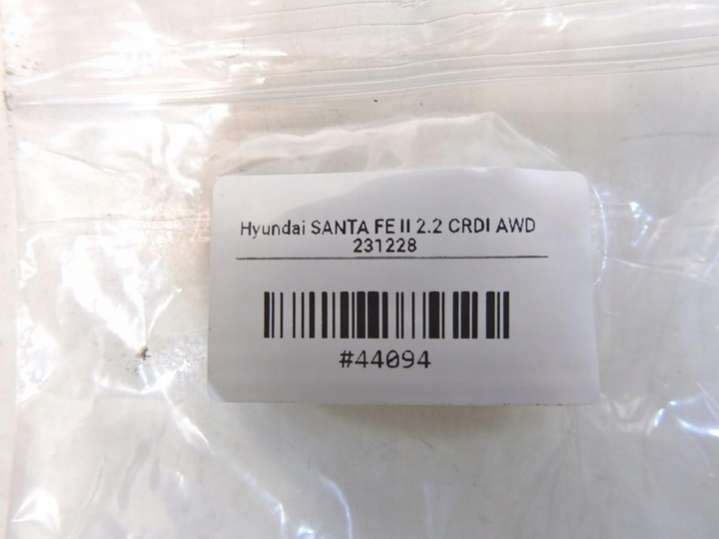 Hyundai SANTA FE II 2.2 CRDI AWD
231228
#44094